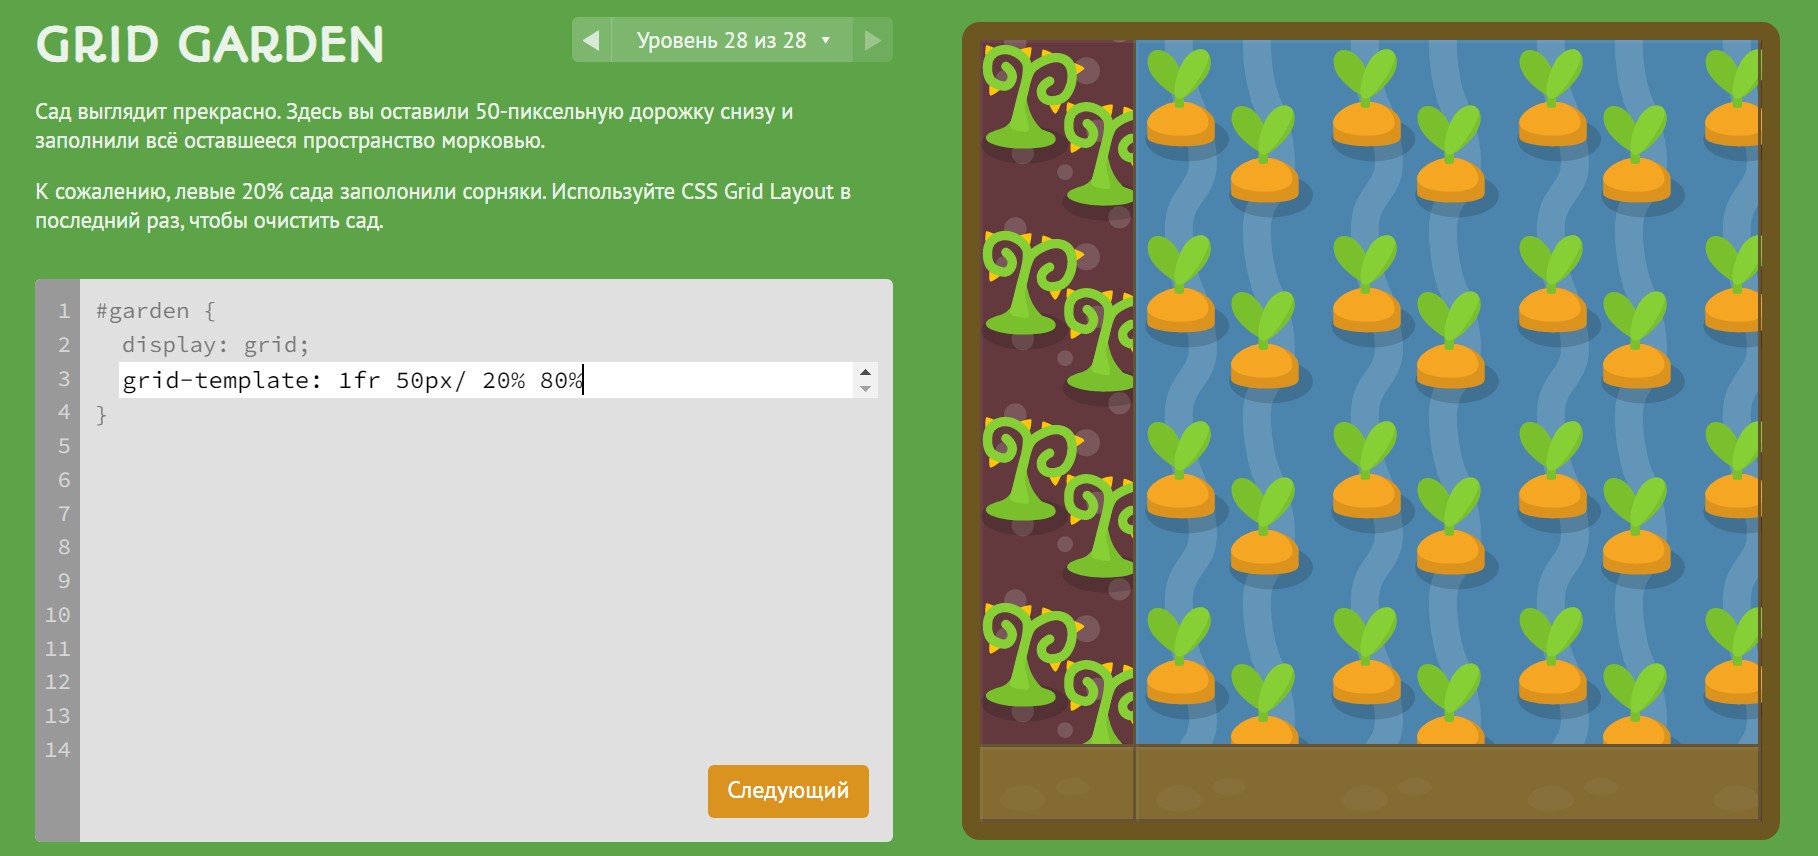 GRID GARDEN
Уровень 28 из 28
Сад выглядит прекрасно. Здесь вы оставили 50-пиксельную дорожку снизу и
заполнили всё оставшееся пространство морковью.
К сожалению, левые 20% сада заполонили сорняки. Используйте CSS Grid Layout в
последний раз, чтобы очистить сад.
1 #garden {
2 display: grid;
3 grid-template: 1fr 50px/ 20% 80%
4 }
5
6
7
8
9
10
11
12
13
14
Следующий